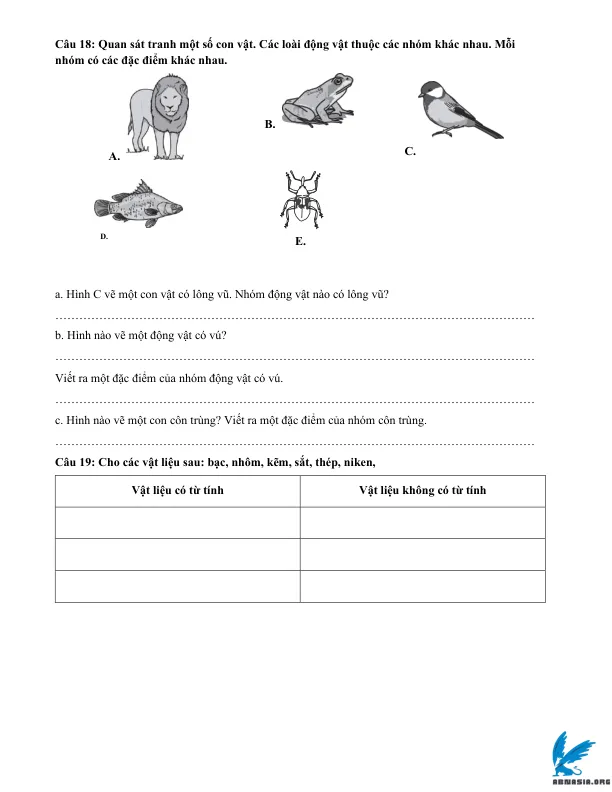 Câu 18: Quan sát tranh một số con vật. Các loài động vật thuộc các nhóm khác nhau. Mỗi
nhóm có các đặc điểm khác nhau.
A.
B.
C.
D.
E.
a. Hình C vẽ một con vật có lông vũ. Nhóm động vật nào có lông vũ?
b. Hình nào vẽ một động vật có vú?
Viết ra một đặc điểm của nhóm động vật có vú.
c. Hình nào vẽ một con côn trùng? Viết ra một đặc điểm của nhóm côn trùng.
Câu 19: Cho các vật liệu sau: bạc, nhôm, kẽm, sắt, thép, niken,
Vật liệu có từ tính Vật liệu không có từ tính
ABNASIA.ORG